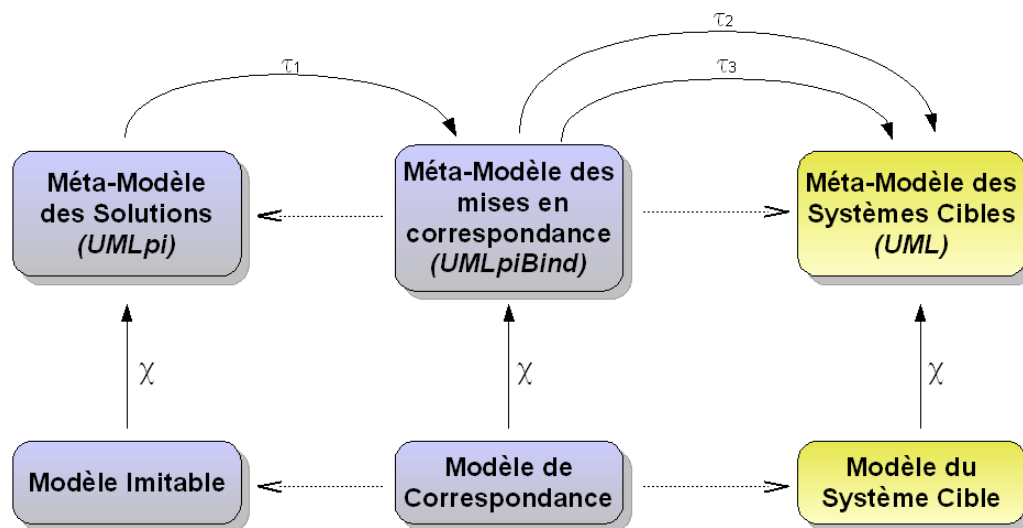 τ2
τ1
τ3
Méta-Modèle
des Solutions
(UMLpi)
Méta-Modèle des
mises en
correspondance
(UMLpiBind)
Méta-Modèle des
Systèmes Cibles
(UML)
χ
χ
χ
Modèle Imitable
Modèle de
Correspondance
Modèle du
Système Cible